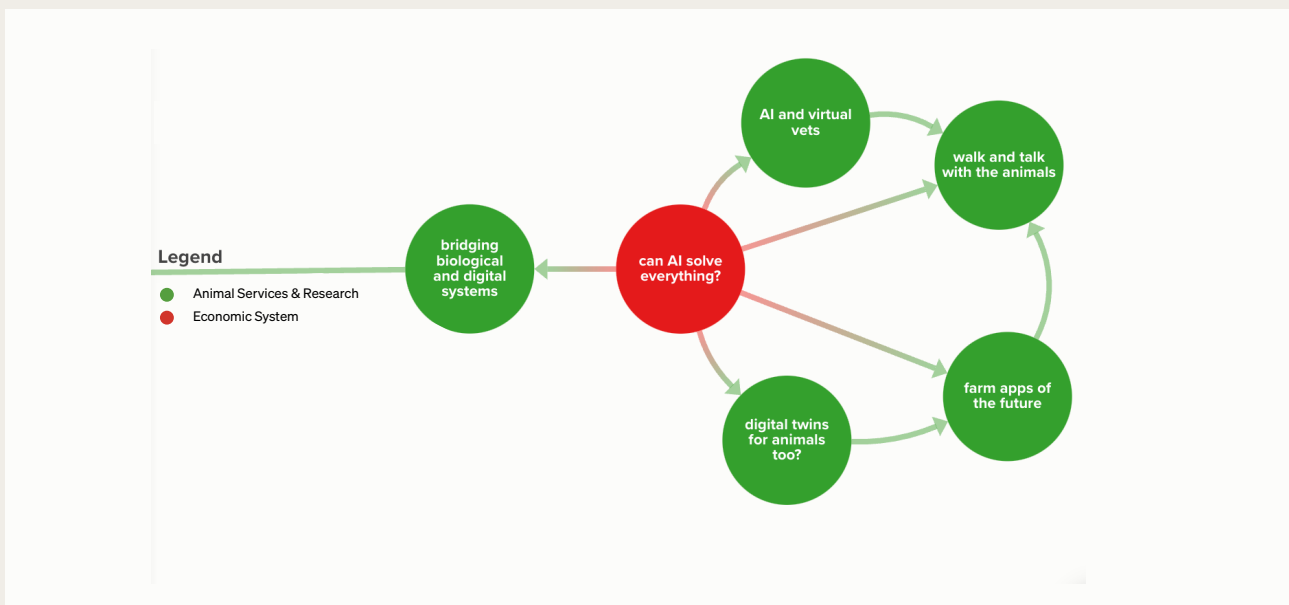 AI and virtual
vets
walk and talk
with the animals
bridging
biological
and digital
systems
can AI solve
everything?
Legend
Animal Services & Research
Economic System
farm apps of
the future
digital twins
for animals
too?